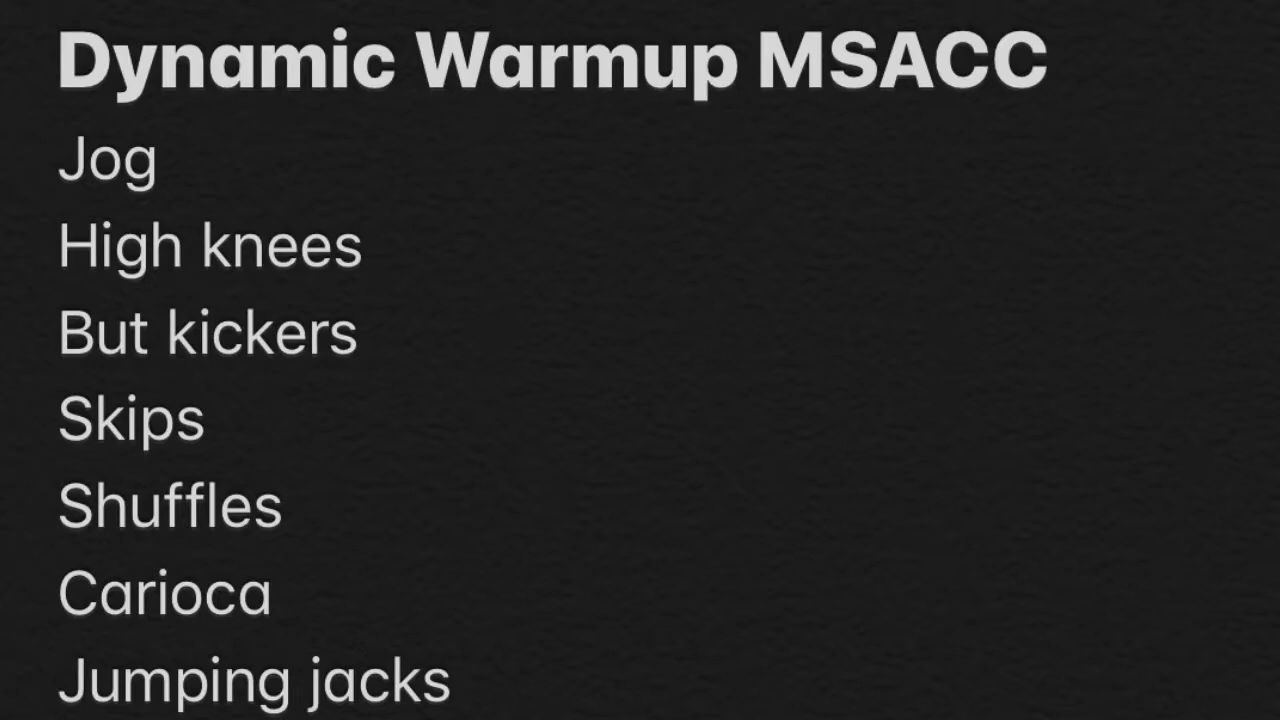 Dynamic Warmup MSACC
Jog
High knees
But kickers
Skips
Shuffles
Carioca
Jumping jacks